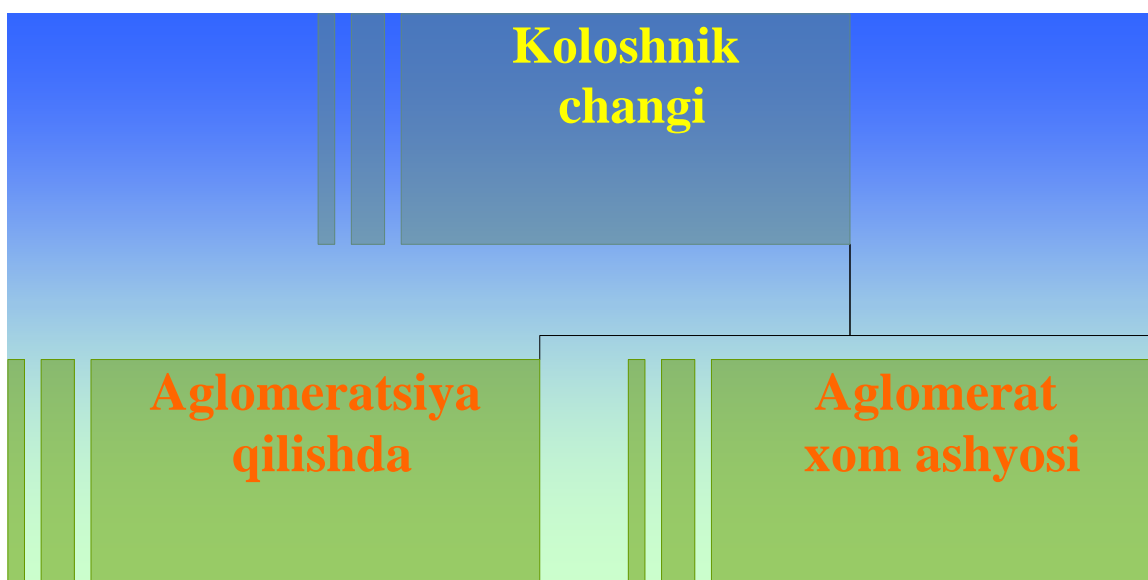 Koloshnik
changi
Aglomeratsiya
qilishda
Aglomerat
xom ashyosi